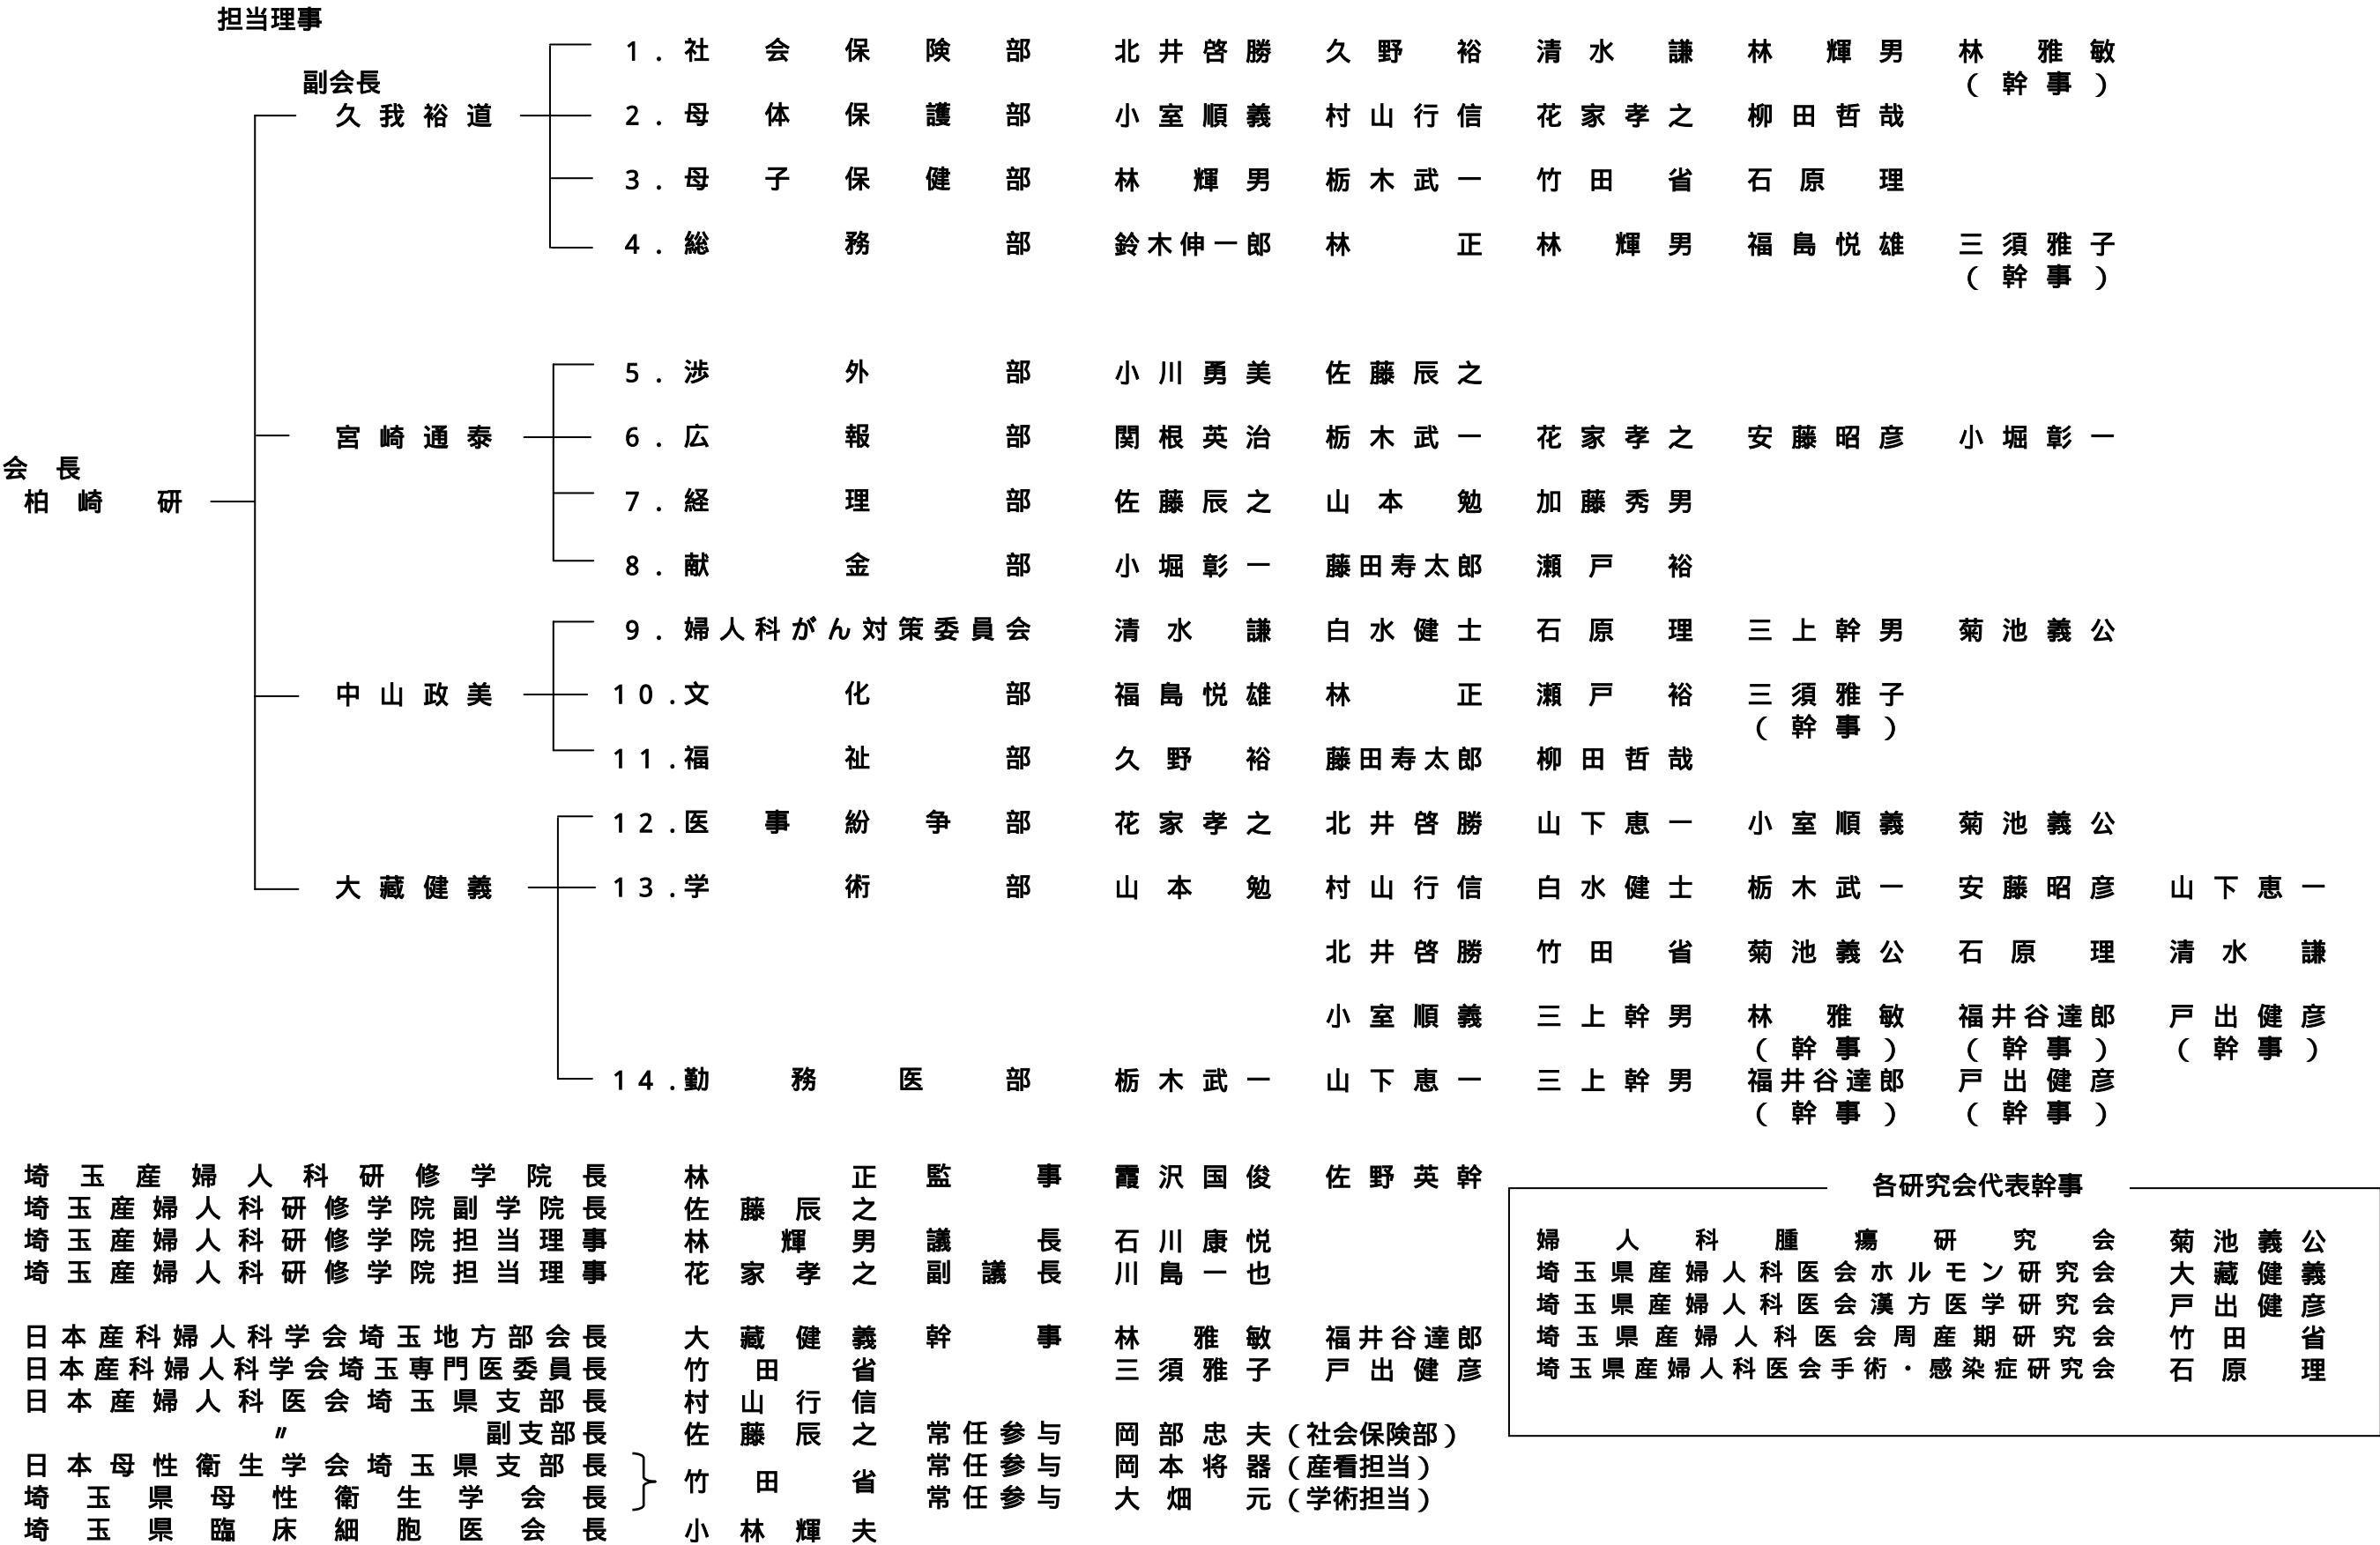 担当理事
1.社会保険部 北井啓勝 久野裕 清水謙 林輝男 林雅敏
副会長 (幹事)
久我裕道 2.母体保護部 小室順義 村山行信 花家孝之 柳田哲哉
3.母子保健部 林輝男 栃木武一 竹田省 石原理
4.総務部 鈴木伸一郎 林正 林輝男 福島悦雄 三須雅子
(幹事)
5.渉外部 小川勇美 佐藤辰之
宮崎通泰 6.広報部 関根英治 栃木武一 花家孝之 安藤昭彦 小堀彰一
会長
柏崎研 7.経理部 佐藤辰之 山本勉 加藤秀男
8.献金部 小堀彰一 藤田寿太郎 瀬戸裕
9.婦人科がん対策委員会 清水謙 白水健士 石原理 三上幹男 菊池義公
中山政美 10.文化部 福島悦雄 林正 瀬戸裕 三須雅子
(幹事)
11.福祉部 久野裕 藤田寿太郎 柳田哲哉
12.医事紛争部 花家孝之 北井啓勝 山下恵一 小室順義 菊池義公
大藏健義 13.学術部 山本勉 村山行信 白水健士 栃木武一 安藤昭彦 山下恵一
北井啓勝 竹田省 菊池義公 石原理 清水謙
小室順義 三上幹男 林雅敏 福井谷達郎 戸出健彦
(幹事) (幹事) (幹事)
14.勤務医部 栃木武一 山下恵一 三上幹男 福井谷達郎 戸出健彦
(幹事) (幹事)
埼玉産婦人科研修学院長 林正 監事 霞沢国俊 佐野英幹
埼玉産婦人科研修学院副学院長 佐藤辰之
埼玉産婦人科研修学院担当理事 林輝男 議長 石川康悦
埼玉産婦人科研修学院担当理事 花家孝之 副議長 川島一也
日本産科婦人科学会埼玉地方部会長 大藏健義 幹事 林雅敏 福井谷達郎
日本産科婦人科学会埼玉専門医委員長 竹田省 三須雅子 戸出健彦
日本産婦人科医会埼玉県支部長 村山行信
〃 副支部長 佐藤辰之 常任参与 岡部忠夫(社会保険部)
日本母性衛生学会埼玉県支部長 常任参与 岡本将器(産看担当)
竹田省
埼玉県母性衛生学会長 常任参与 大畑元(学術担当)
埼玉県臨床細胞医会長 小林輝夫
各研究会代表幹事
婦人科腫瘍研究会 菊池義公
埼玉県産婦人科医会ホルモン研究会 大藏健義
埼玉県産婦人科医会漢方医学研究会 戸出健彦
埼玉県産婦人科医会周産期研究会 竹田省
埼玉県産婦人科医会手術・感染症研究会 石原理